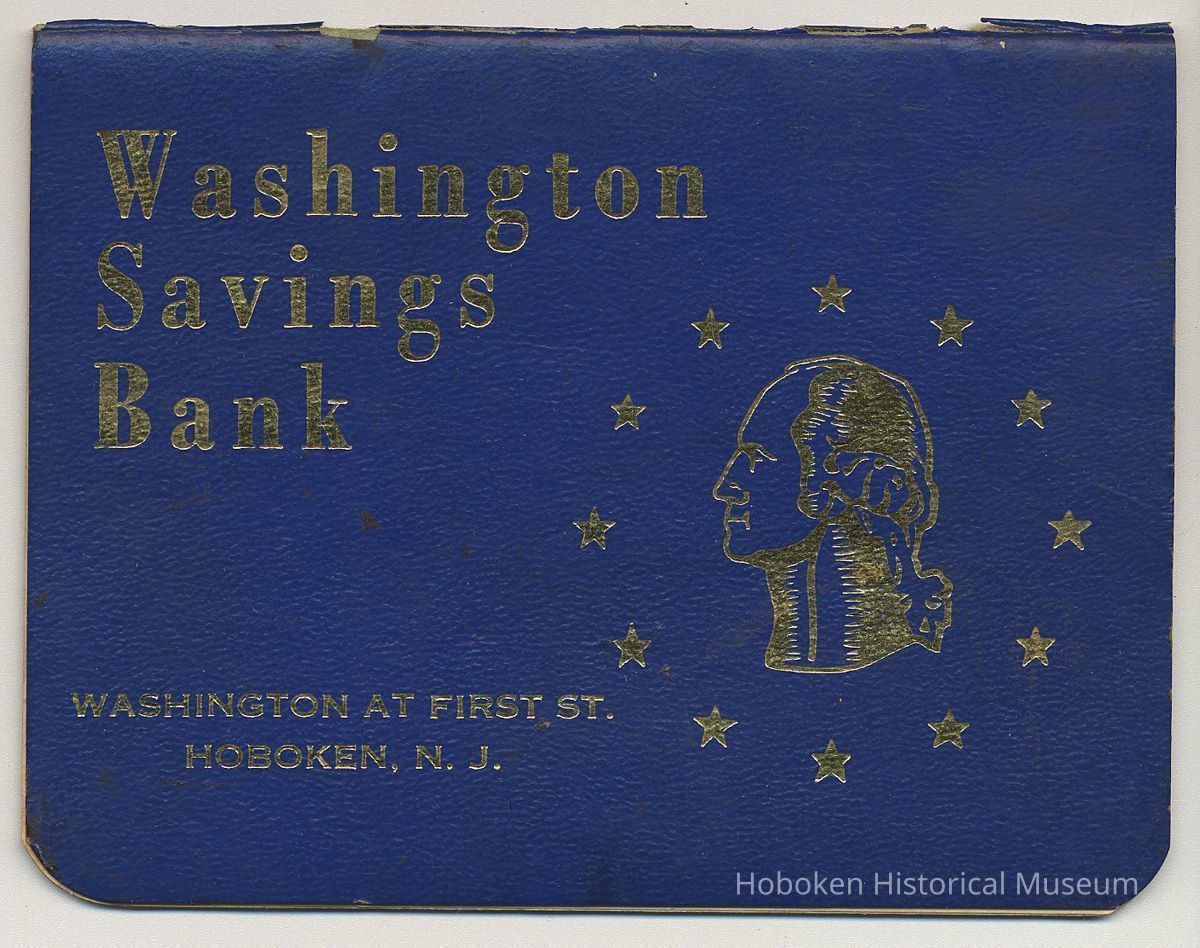 Washington
Savings
Bank
WASHINGTON AT FIRST ST.
HOBOKEN, N. J.
Hoboken Historical Museum